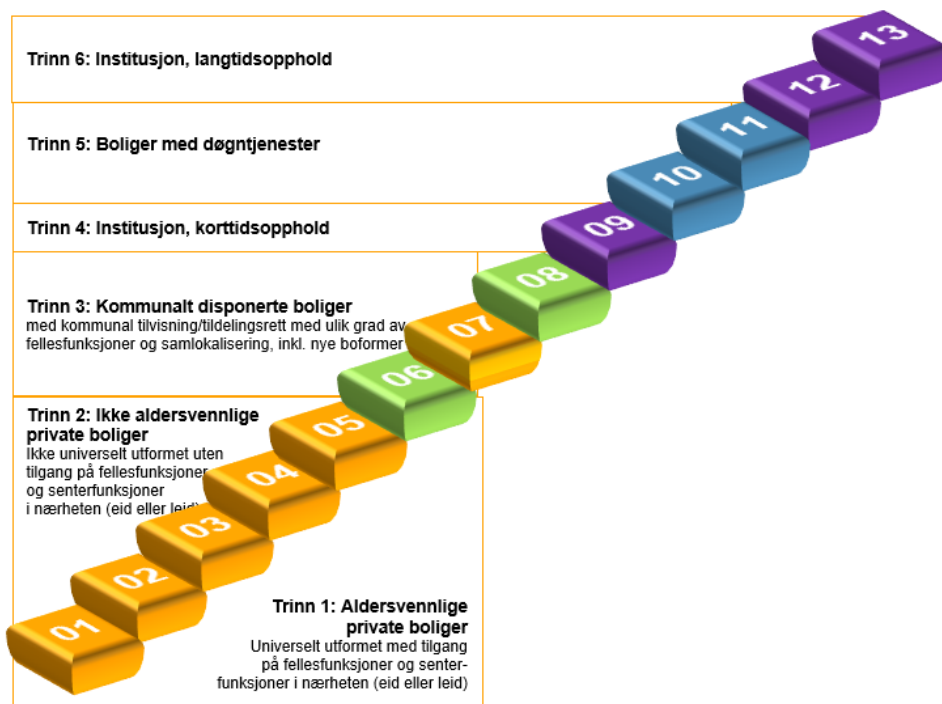 Trinn 6: Institusjon, langtidsopphold
Trinn 5: Boliger med døgntjenester
Trinn 4: Institusjon, korttidsopphold
Trinn 3: Kommunalt disponerte boliger
med kommunal tilvisning/tildelingsrett med ulik grad av
fellesfunksjoner og samlokalisering, inkl. nye boformer
Trinn 2: Ikke aldersvennlige
private boliger
Ikke universelt utformet uten
tilgang på fellesfunksjoner
og senterfunksjoner
i nærheten (eid eller leid)
Trinn 1: Aldersvennlige
private boliger
Universelt utformet med tilgang
på fellesfunksjoner og senter-
funksjoner i nærheten (eid eller leid)
01
02
03
04
05
06
07
08
09
10
11
12
13